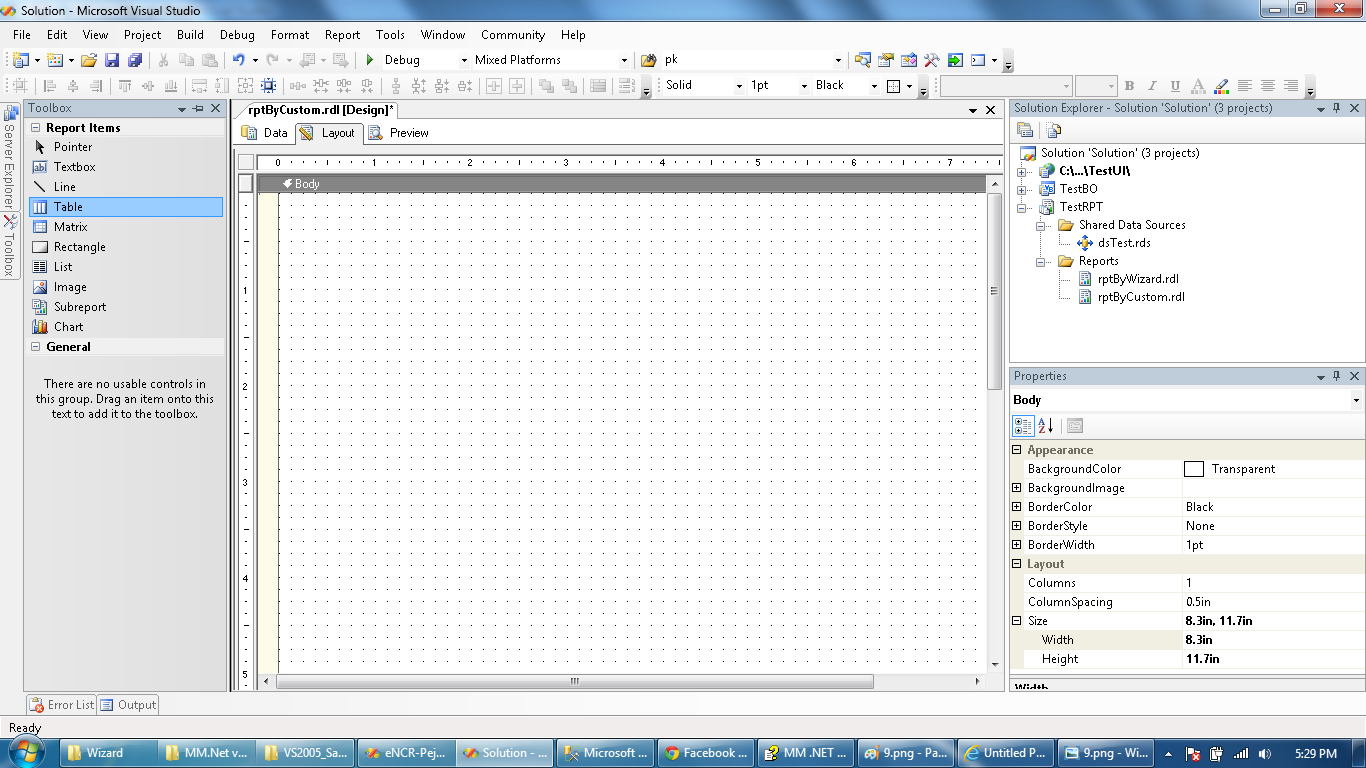 Solution - Microsoft Visual Studio
File Edit View Project Build Debug Format Report Tools Window Community Help
Debug Mixed Platforms pk
Solid 1pt Black B I U A
Server Explorer
Toolbox
Toolbox
Report Items
Pointer
Textbox
Line
Table
Matrix
Rectangle
List
Image
Subreport
Chart
General
There are no usable controls in
this group. Drag an item onto this
text to add it to the toolbox.
rptByCustom.rdl [Design]*
Data Layout Preview
0 1 2 3 4 5 6 7
Body
1
2
3
4
5
Solution Explorer - Solution 'Solution' (3 projects)
Solution 'Solution' (3 projects)
C:\...\TestUI\
TestBO
TestRPT
Shared Data Sources
dsTest.rds
Reports
rptByWizard.rdl
rptByCustom.rdl
Properties
Body
Appearance
BackgroundColor Transparent
BackgroundImage
BorderColor Black
BorderStyle None
BorderWidth 1pt
Layout
Columns 1
ColumnSpacing 0.5in
Size 8.3in, 11.7in
Width 8.3in
Height 11.7in
Width
Error List Output
Ready
Wizard MM.Net v... VS2005_Sa... eNCR-Pej... Solution - ... Microsoft ... Facebook ... MM .NET ... 9.png - Pa... Untitled P... 9.png - Wi... 5:29 PM